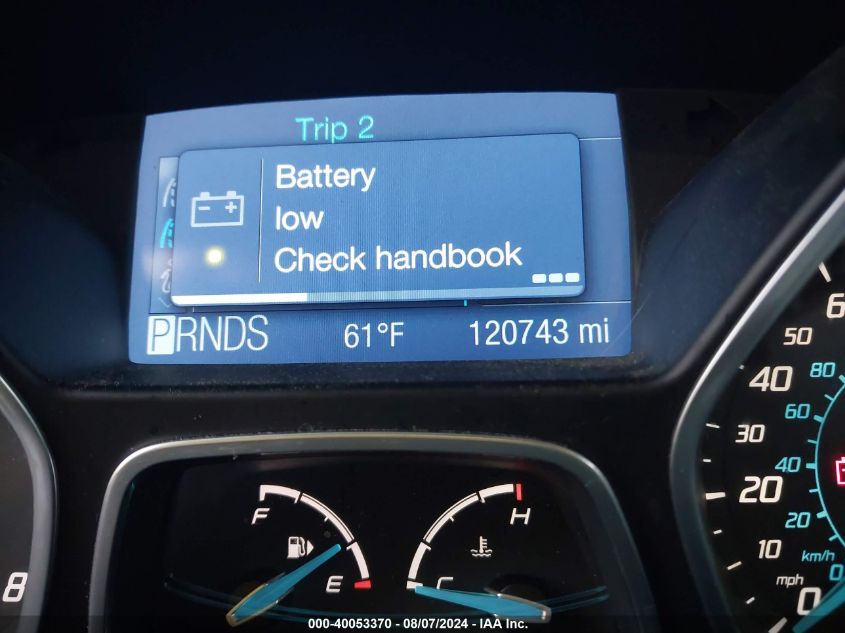 Trip 2
Battery
low
Check handbook
PRNDS 61°F 120743 mi
50
40 80
60
30
40
20
20
10 km/h
mph 0
0
F H
E C
8
000-40053370 - 08/07/2024 - IAA Inc.